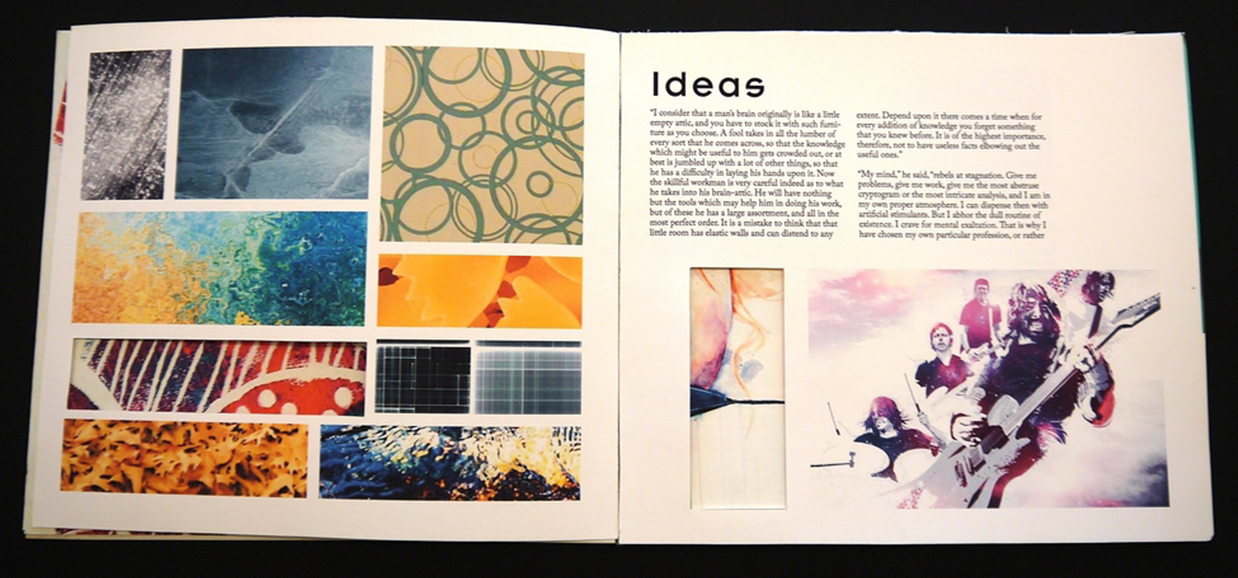 Ideas
"I consider that a man's brain originally is like a little
empty attic, and you have to stock it with such furni-
ture as you choose. A fool takes in all the lumber of
every sort that he comes across, so that the knowledge
which might be useful to him gets crowded out, or at
best is jumbled up with a lot of other things, so that
he has a difficulty in laying his hands upon it. Now
the skillful workman is very careful indeed as to what
he takes into his brain-attic. He will have nothing
but the tools which may help him in doing his work,
but of these he has a large assortment, and all in the
most perfect order. It is a mistake to think that that
little room has elastic walls and can distend to any
extent. Depend upon it there comes a time when for
every addition of knowledge you forget something
that you knew before. It is of the highest importance,
therefore, not to have useless facts elbowing out the
useful ones."
"My mind," he said, "rebels at stagnation. Give me
problems, give me work, give me the most abstruse
cryptogram or the most intricate analysis, and I am in
my own proper atmosphere. I can dispense then with
artificial stimulants. But I abhor the dull routine of
existence. I crave for mental exaltation. That is why I
have chosen my own particular profession, or rather